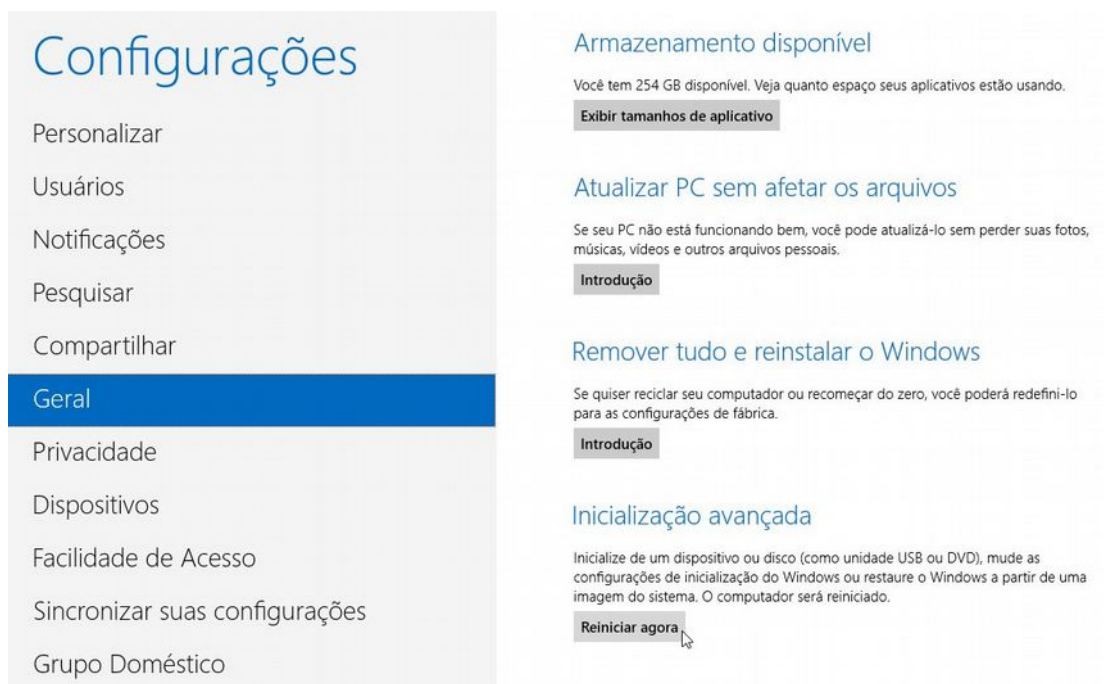 Configurações
Personalizar
Usuários
Notificações
Pesquisar
Compartilhar
Geral
Privacidade
Dispositivos
Facilidade de Acesso
Sincronizar suas configurações
Grupo Doméstico
Armazenamento disponível
Você tem 254 GB disponível. Veja quanto espaço seus aplicativos estão usando.
Exibir tamanhos de aplicativo
Atualizar PC sem afetar os arquivos
Se seu PC não está funcionando bem, você pode atualizá-lo sem perder suas fotos,
músicas, vídeos e outros arquivos pessoais.
Introdução
Remover tudo e reinstalar o Windows
Se quiser reciclar seu computador ou recomeçar do zero, você poderá redefini-lo
para as configurações de fábrica.
Introdução
Inicialização avançada
Inicialize de um dispositivo ou disco (como unidade USB ou DVD), mude as
configurações de inicialização do Windows ou restaure o Windows a partir de uma
imagem do sistema. O computador será reiniciado.
Reiniciar agora